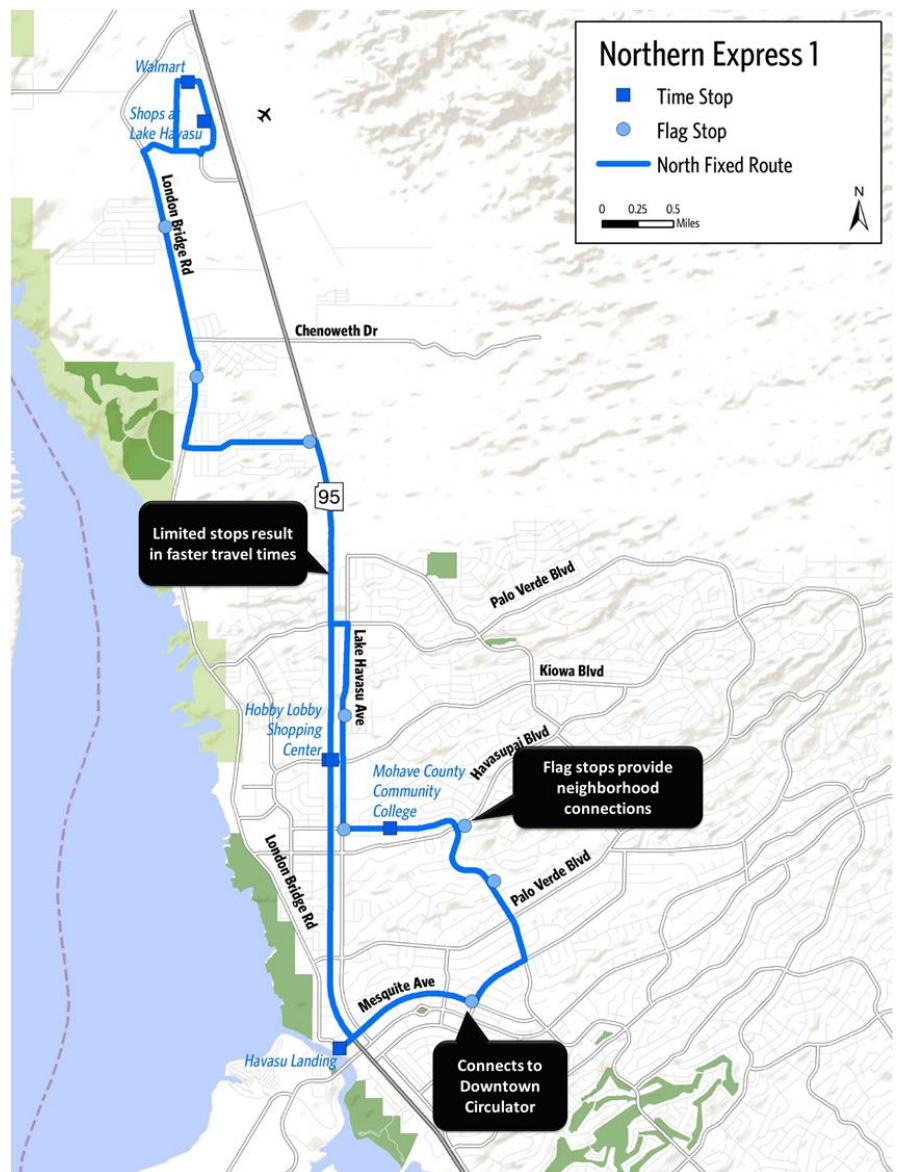 Northern Express 1
Time Stop
Flag Stop
North Fixed Route
0 0.25 0.5
Miles
N
Walmart
Shops at
Lake Havasu
London Bridge Rd
Chenoweth Dr
95
Limited stops result
in faster travel times
Palo Verde Blvd
Lake Havasu Ave
Kiowa Blvd
Hobby Lobby
Shopping
Center
Havasupai Blvd
Mohave County
Community
College
Flag stops provide
neighborhood
connections
London Bridge Rd
Palo Verde Blvd
Mesquite Ave
Havasu Landing
Connects to
Downtown
Circulator